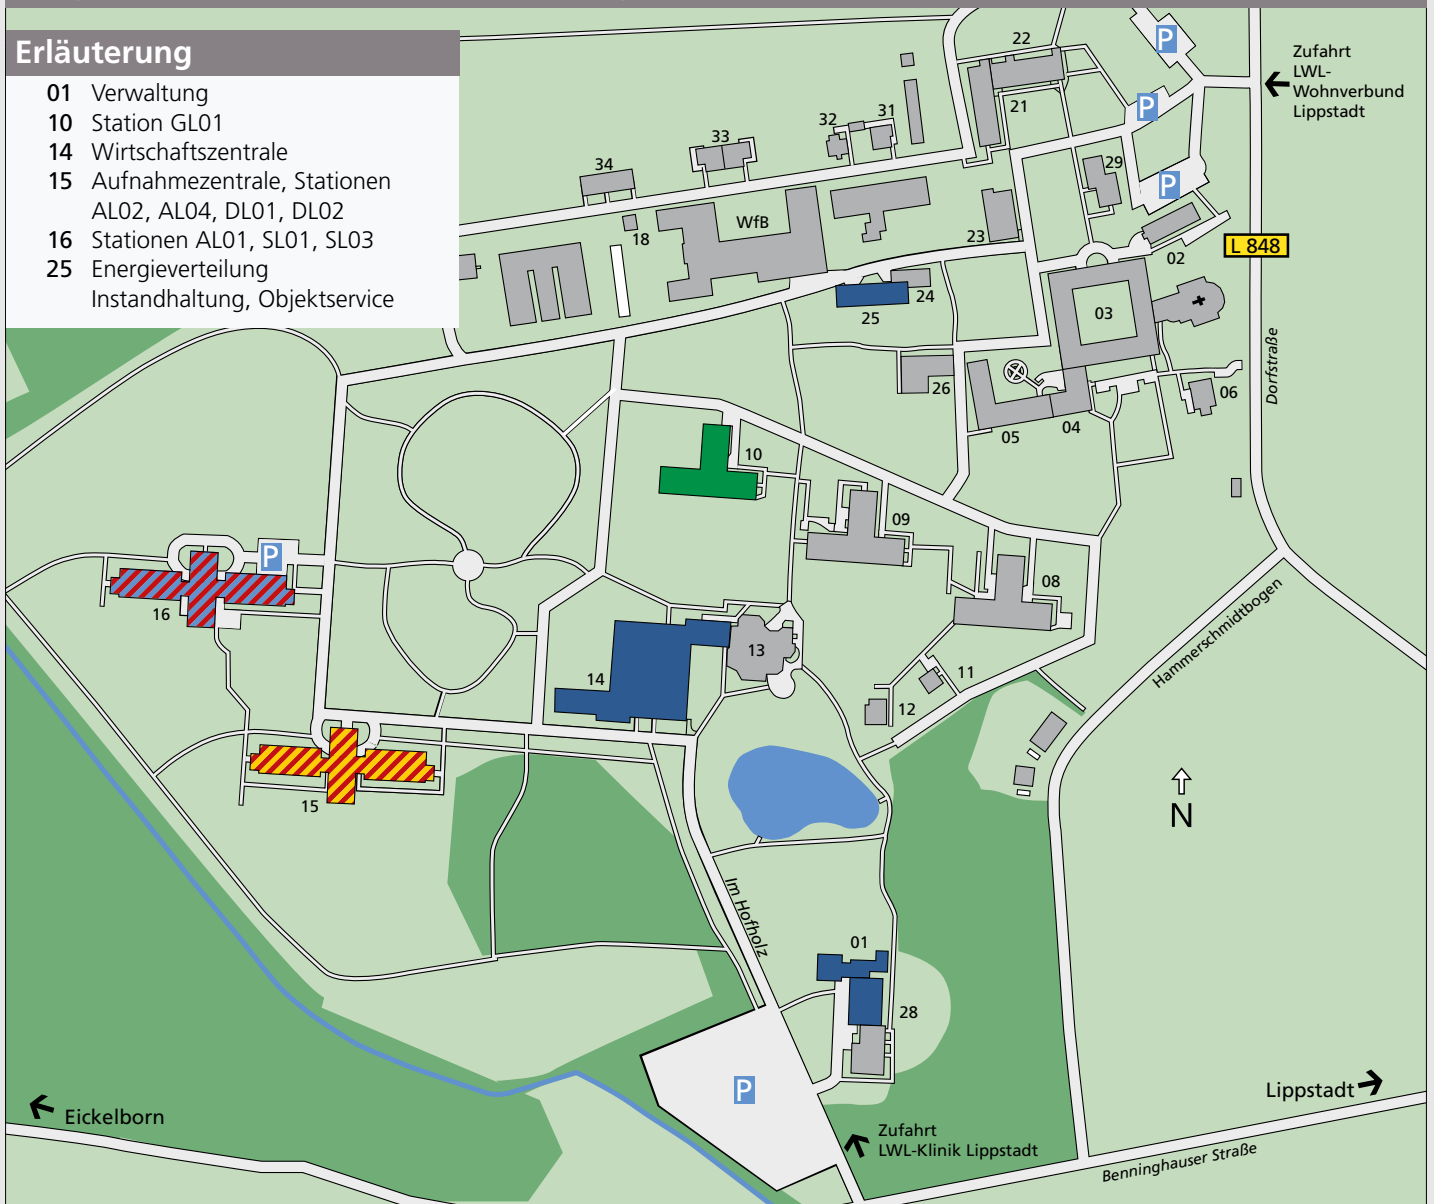 Erläuterung
01 Verwaltung
10 Station GL01
14 Wirtschaftszentrale
15 Aufnahmezentrale, Stationen
AL02, AL04, DL01, DL02
16 Stationen AL01, SL01, SL03
25 Energieverteilung
Instandhaltung, Objektservice
P
22
Zufahrt
LWL-
Wohnverbund
Lippstadt
P
21
32
31
33
34
29
P
WfB
18
23
02
L 848
24
25
03
26
06
Dorfstraße
05
04
10
09
P
16
08
Hammerschmidtbogen
13
14
11
12
15
N
Im Hofholz
01
28
P
Eickelborn
Lippstadt
Zufahrt
LWL-Klinik Lippstadt
Benninghauser Straße